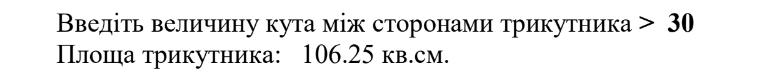 Введіть величину кута між сторонами трикутника > 30
Площа трикутника: 106.25 кв.см.